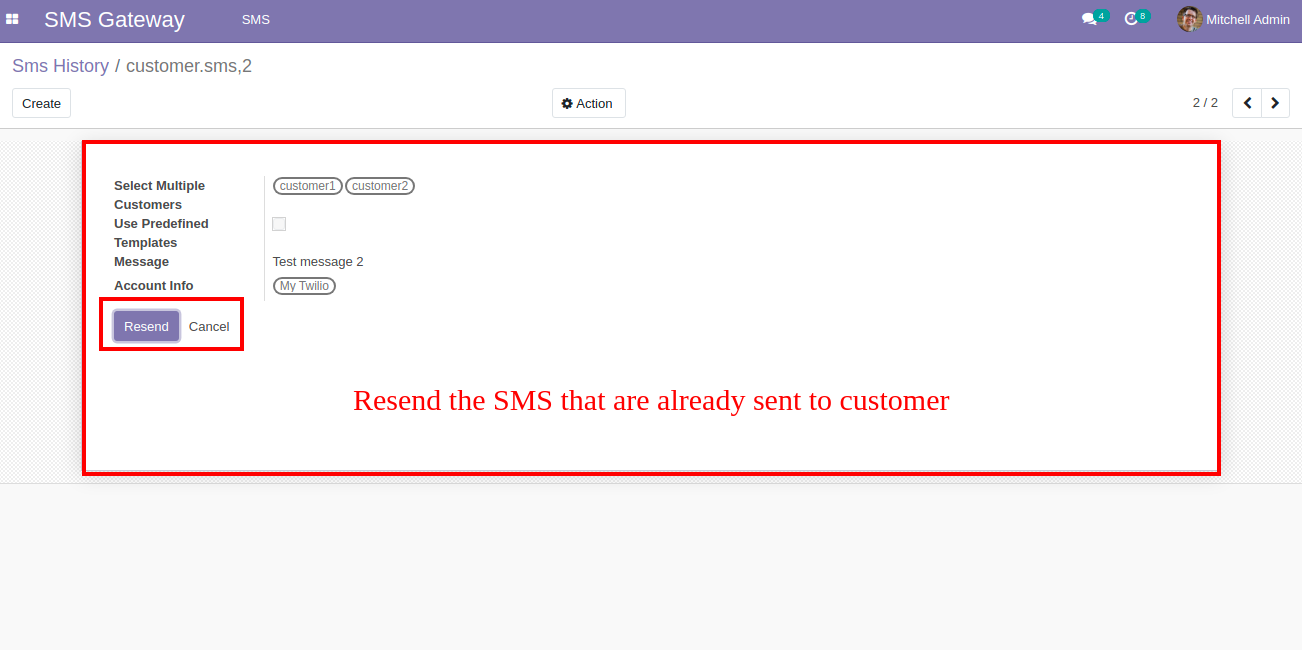 SMS Gateway SMS 4 8 Mitchell Admin
Sms History / customer.sms,2
Create Action 2 / 2
Select Multiple customer1 customer2
Customers
Use Predefined
Templates
Message Test message 2
Account Info My Twilio
Resend Cancel
Resend the SMS that are already sent to customer